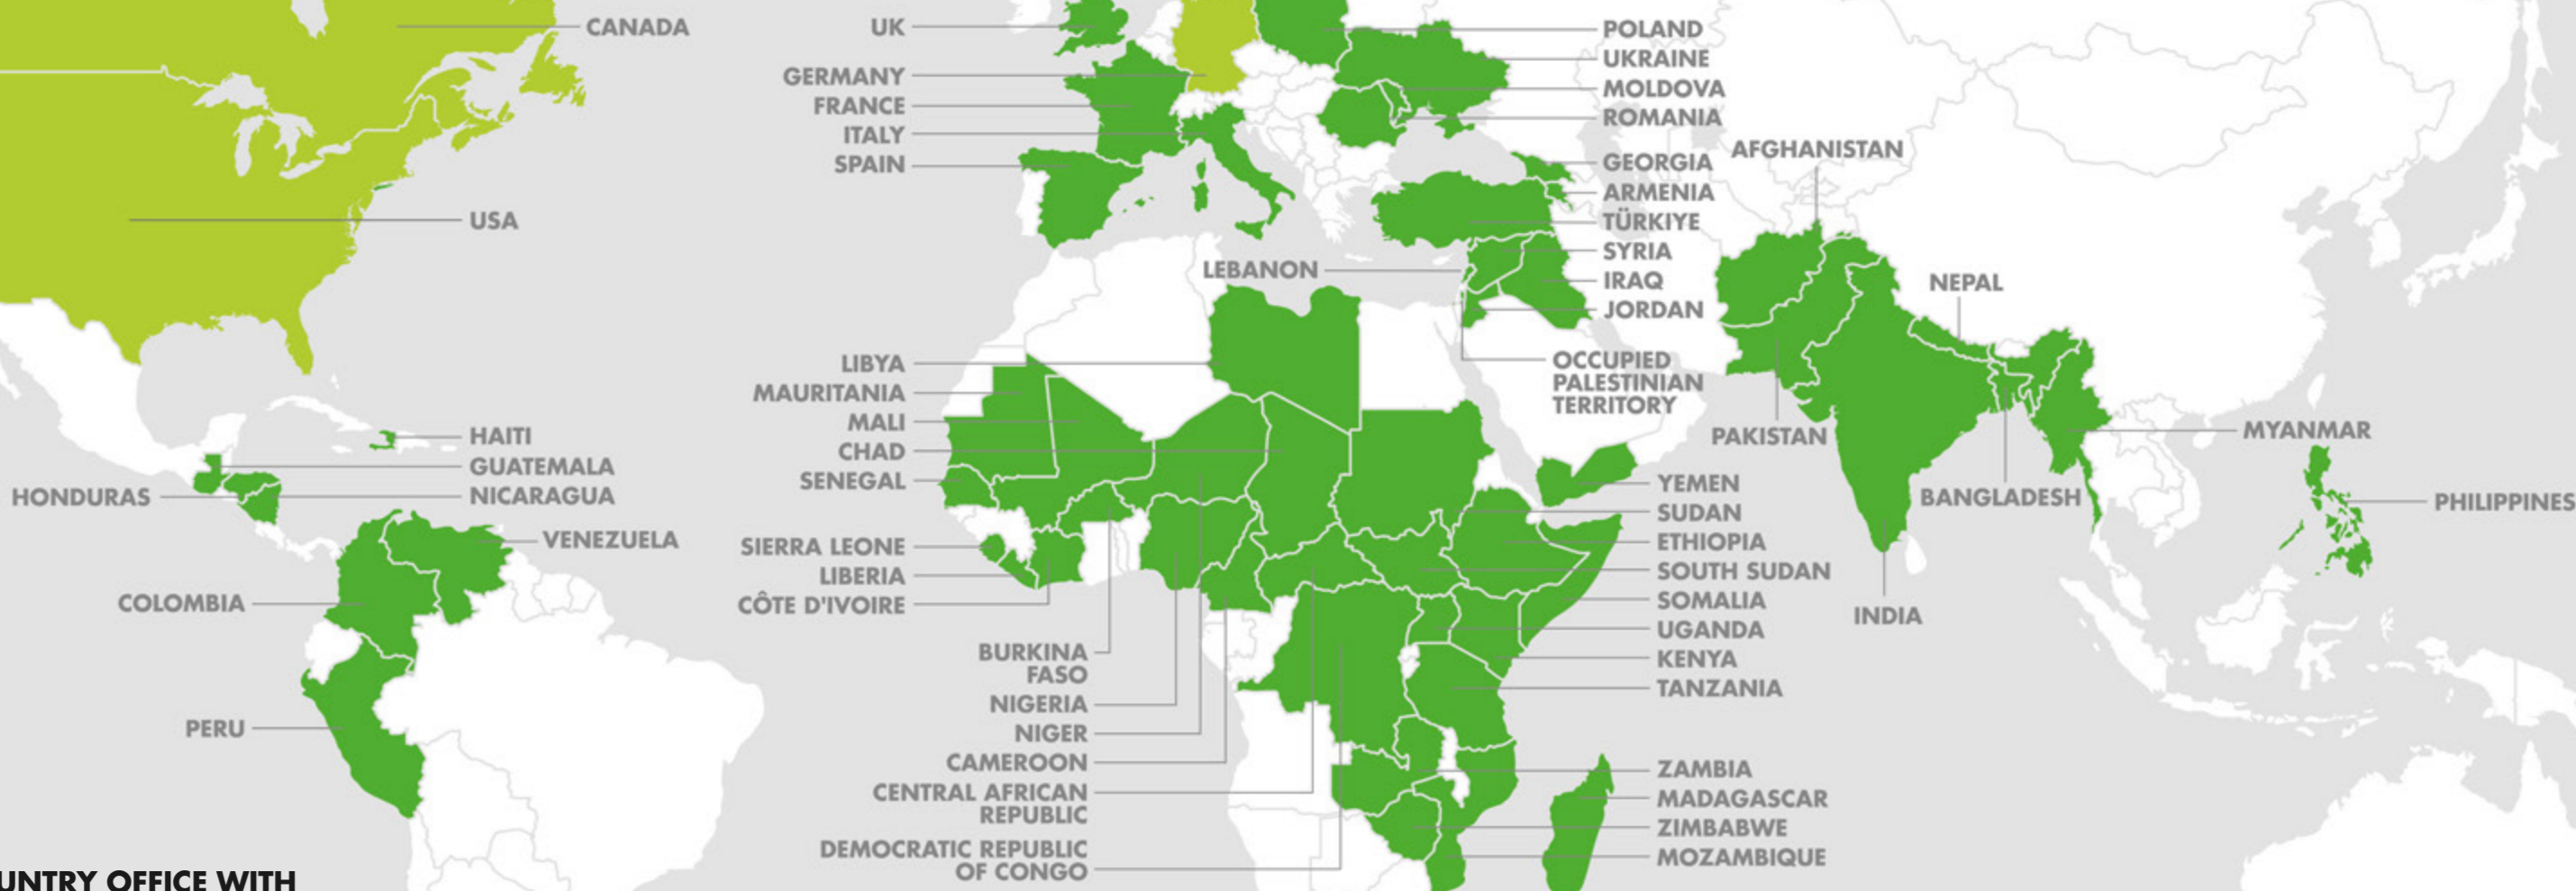 CANADA
USA
HAITI
GUATEMALA
HONDURAS
NICARAGUA
VENEZUELA
COLOMBIA
PERU
UNTRY OFFICE WITH
UK
GERMANY
FRANCE
ITALY
SPAIN
LEBANON
LIBYA
MAURITANIA
MALI
CHAD
SENEGAL
SIERRA LEONE
LIBERIA
CÔTE D'IVOIRE
BURKINA
FASO
NIGERIA
NIGER
CAMEROON
CENTRAL AFRICAN
REPUBLIC
DEMOCRATIC REPUBLIC
OF CONGO
POLAND
UKRAINE
MOLDOVA
ROMANIA
GEORGIA
ARMENIA
TÜRKIYE
SYRIA
IRAQ
JORDAN
OCCUPIED
PALESTINIAN
TERRITORY
YEMEN
SUDAN
ETHIOPIA
SOUTH SUDAN
SOMALIA
UGANDA
KENYA
TANZANIA
ZAMBIA
MADAGASCAR
ZIMBABWE
MOZAMBIQUE
AFGHANISTAN
NEPAL
PAKISTAN
BANGLADESH
INDIA
MYANMAR
PHILIPPINES